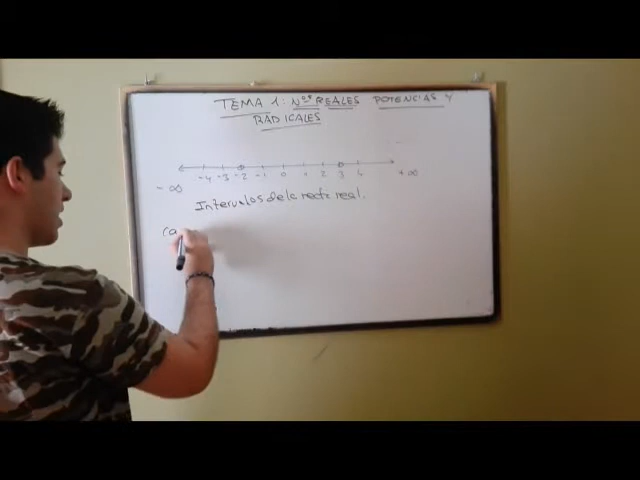 TEMA 1: Nos REALES POTENCIAS Y
RADICALES
-4 -3 -2 -1 0 1 2 3 4
-∞ +∞
Intervalos de la recta real.
(a